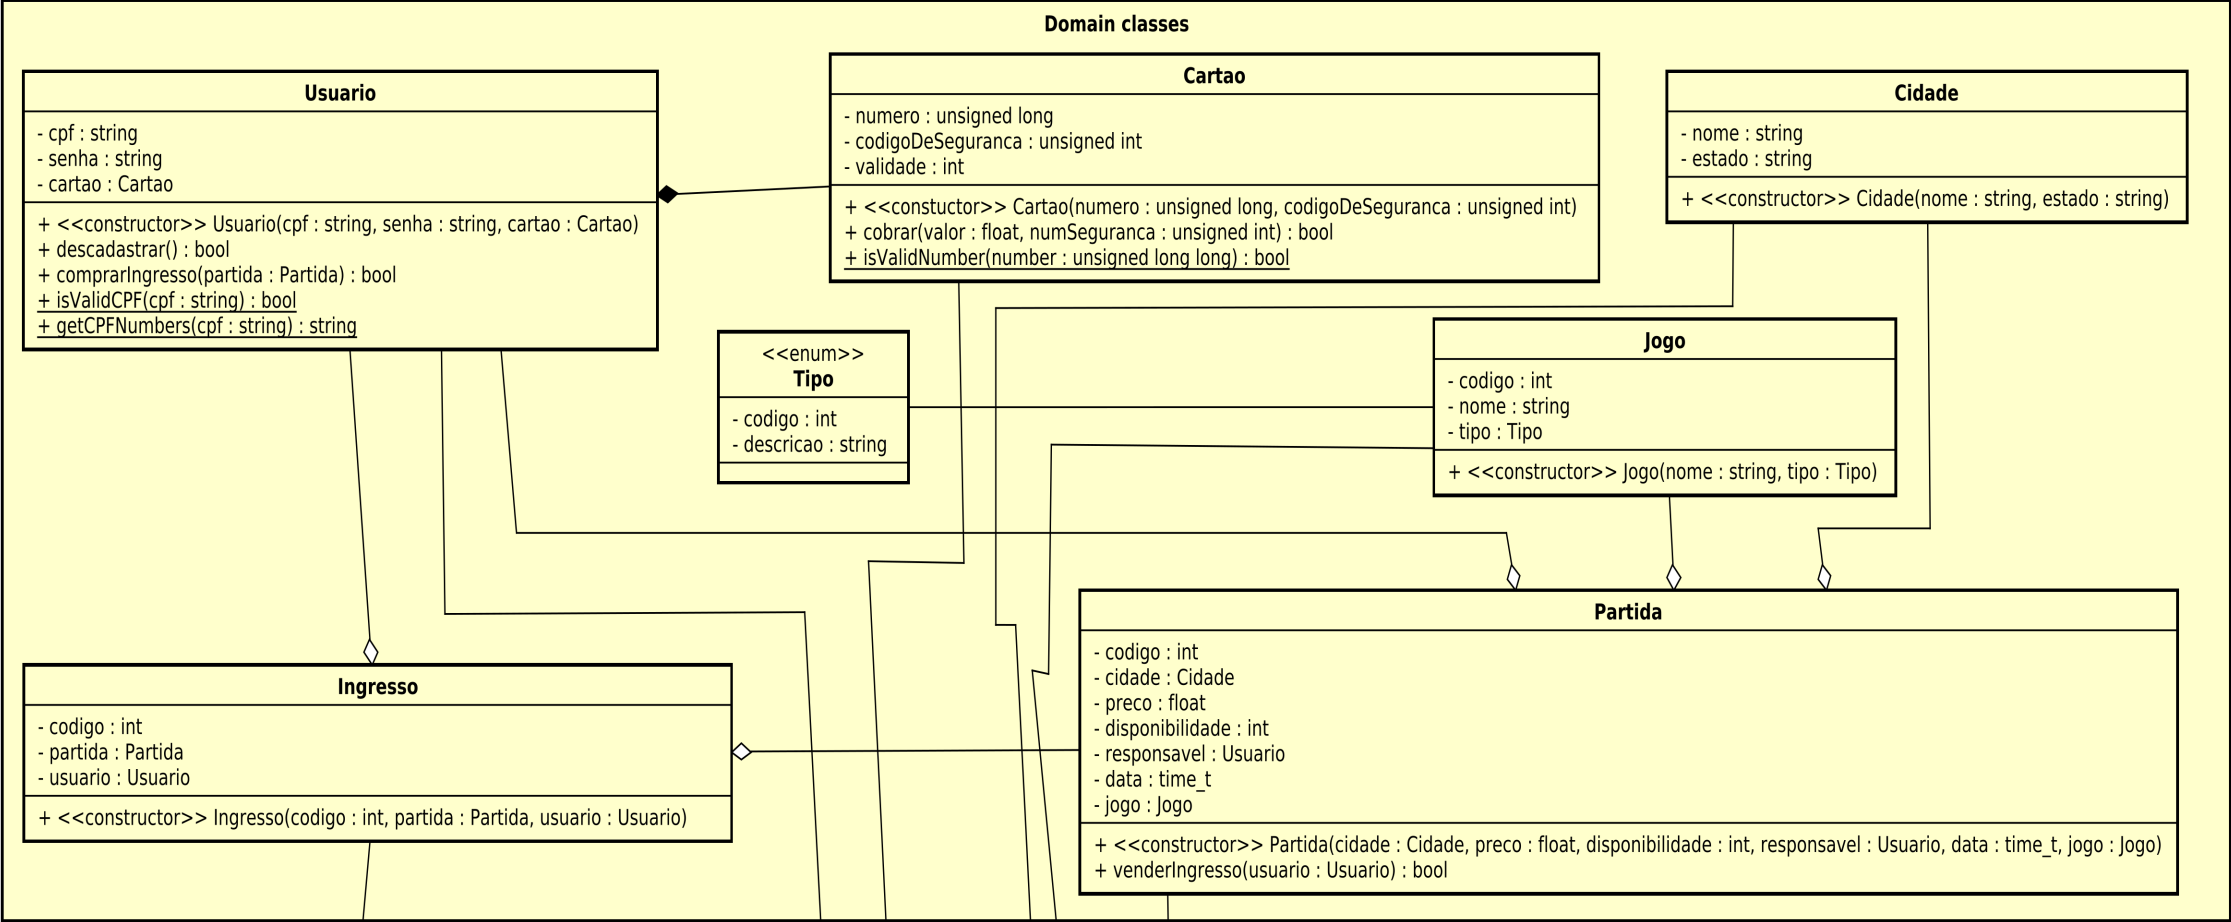 Domain classes
Usuario
- cpf : string
- senha : string
- cartao : Cartao
+ <<constructor>> Usuario(cpf : string, senha : string, cartao : Cartao)
+ descadastrar() : bool
+ comprarIngresso(partida : Partida) : bool
+ isValidCPF(cpf : string) : bool
+ getCPFNumbers(cpf : string) : string
Cartao
- numero : unsigned long
- codigoDeSeguranca : unsigned int
- validade : int
+ <<constuctor>> Cartao(numero : unsigned long, codigoDeSeguranca : unsigned int)
+ cobrar(valor : float, numSeguranca : unsigned int) : bool
+ isValidNumber(number : unsigned long long) : bool
Cidade
- nome : string
- estado : string
+ <<constructor>> Cidade(nome : string, estado : string)
<<enum>>
Tipo
- codigo : int
- descricao : string
Jogo
- codigo : int
- nome : string
- tipo : Tipo
+ <<constructor>> Jogo(nome : string, tipo : Tipo)
Ingresso
- codigo : int
- partida : Partida
- usuario : Usuario
+ <<constructor>> Ingresso(codigo : int, partida : Partida, usuario : Usuario)
Partida
- codigo : int
- cidade : Cidade
- preco : float
- disponibilidade : int
- responsavel : Usuario
- data : time_t
- jogo : Jogo
+ <<constructor>> Partida(cidade : Cidade, preco : float, disponibilidade : int, responsavel : Usuario, data : time_t, jogo : Jogo)
+ venderIngresso(usuario : Usuario) : bool